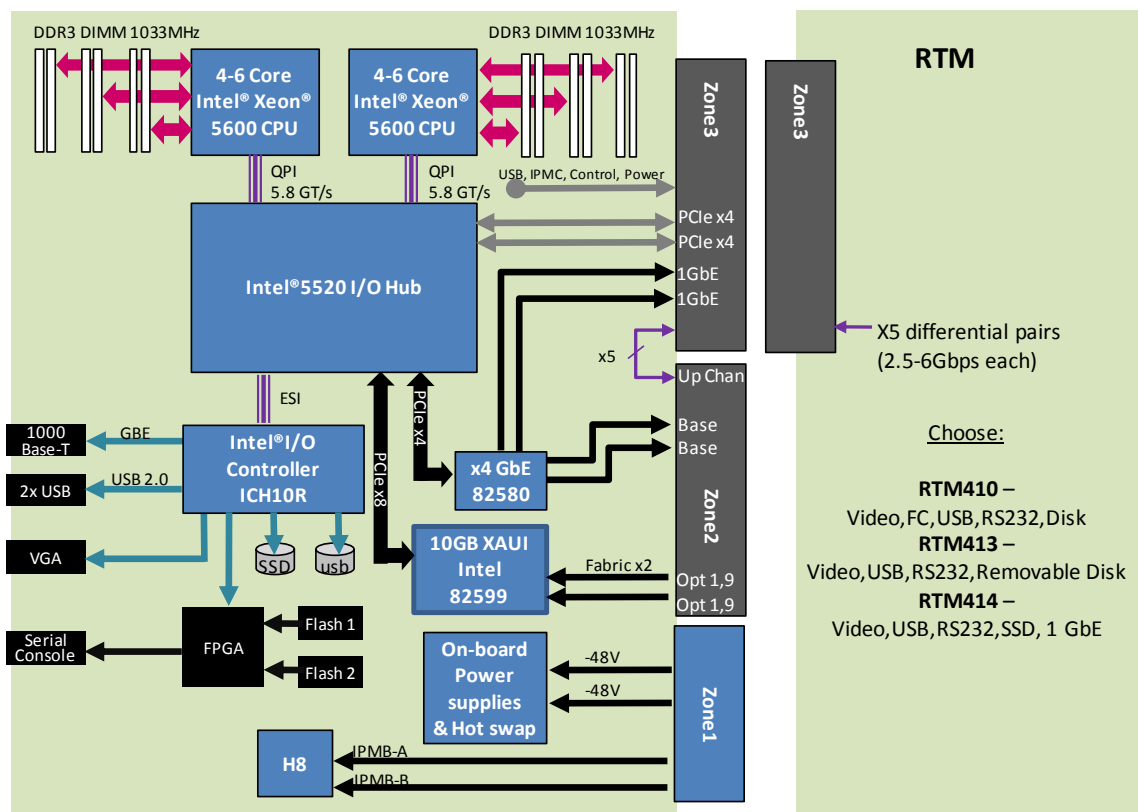 DDR3 DIMM 1033MHz
DDR3 DIMM 1033MHz
4-6 Core
Intel® Xeon®
5600 CPU
4-6 Core
Intel® Xeon®
5600 CPU
Zone3
Zone3
RTM
QPI
5.8 GT/s
QPI
5.8 GT/s
USB, IPMC, Control, Power
Intel®5520 I/O Hub
PCIe x4
PCIe x4
1GbE
1GbE
x5
X5 differential pairs
(2.5-6Gbps each)
Up Chan
ESI
PCIe x4
PCIe x8
Base
Base
1000
Base-T
GBE
Intel®I/O
Controller
ICH10R
x4 GbE
82580
Choose:
2x USB
USB 2.0
RTM410 –
Video,FC,USB,RS232,Disk
RTM413 –
Video,USB,RS232,Removable Disk
RTM414 –
Video,USB,RS232,SSD, 1 GbE
Zone2
VGA
SSD
usb
10GB XAUI
Intel
82599
Fabric x2
Opt 1,9
Opt 1,9
Serial
Console
FPGA
Flash 1
Flash 2
On-board
Power
supplies
& Hot swap
-48V
-48V
Zone1
H8
IPMB-A
IPMB-B